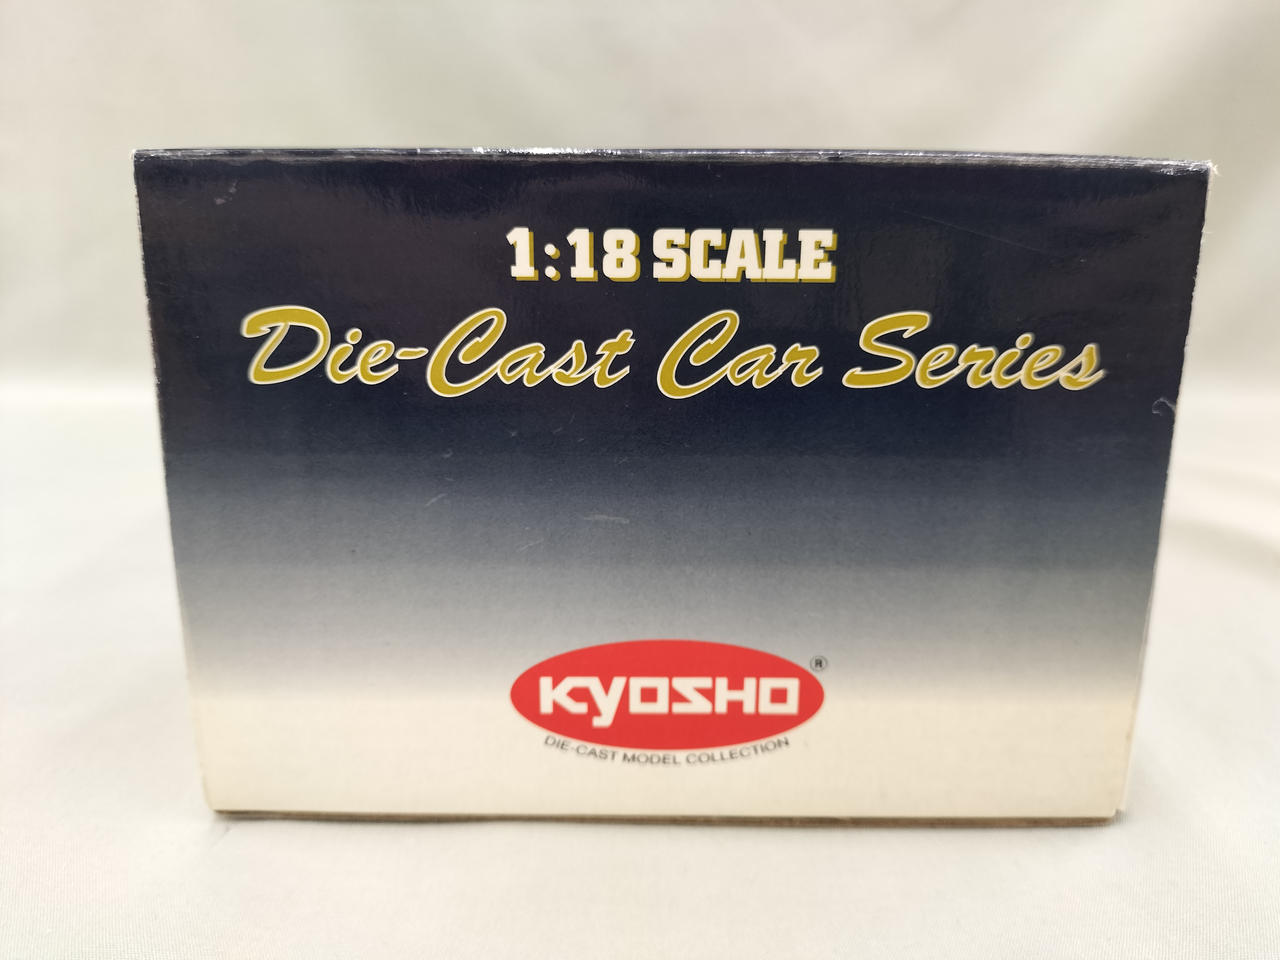 1:18 SCALE
Die-Cast Car Series
KYOSHO ®
DIE-CAST MODEL COLLECTION